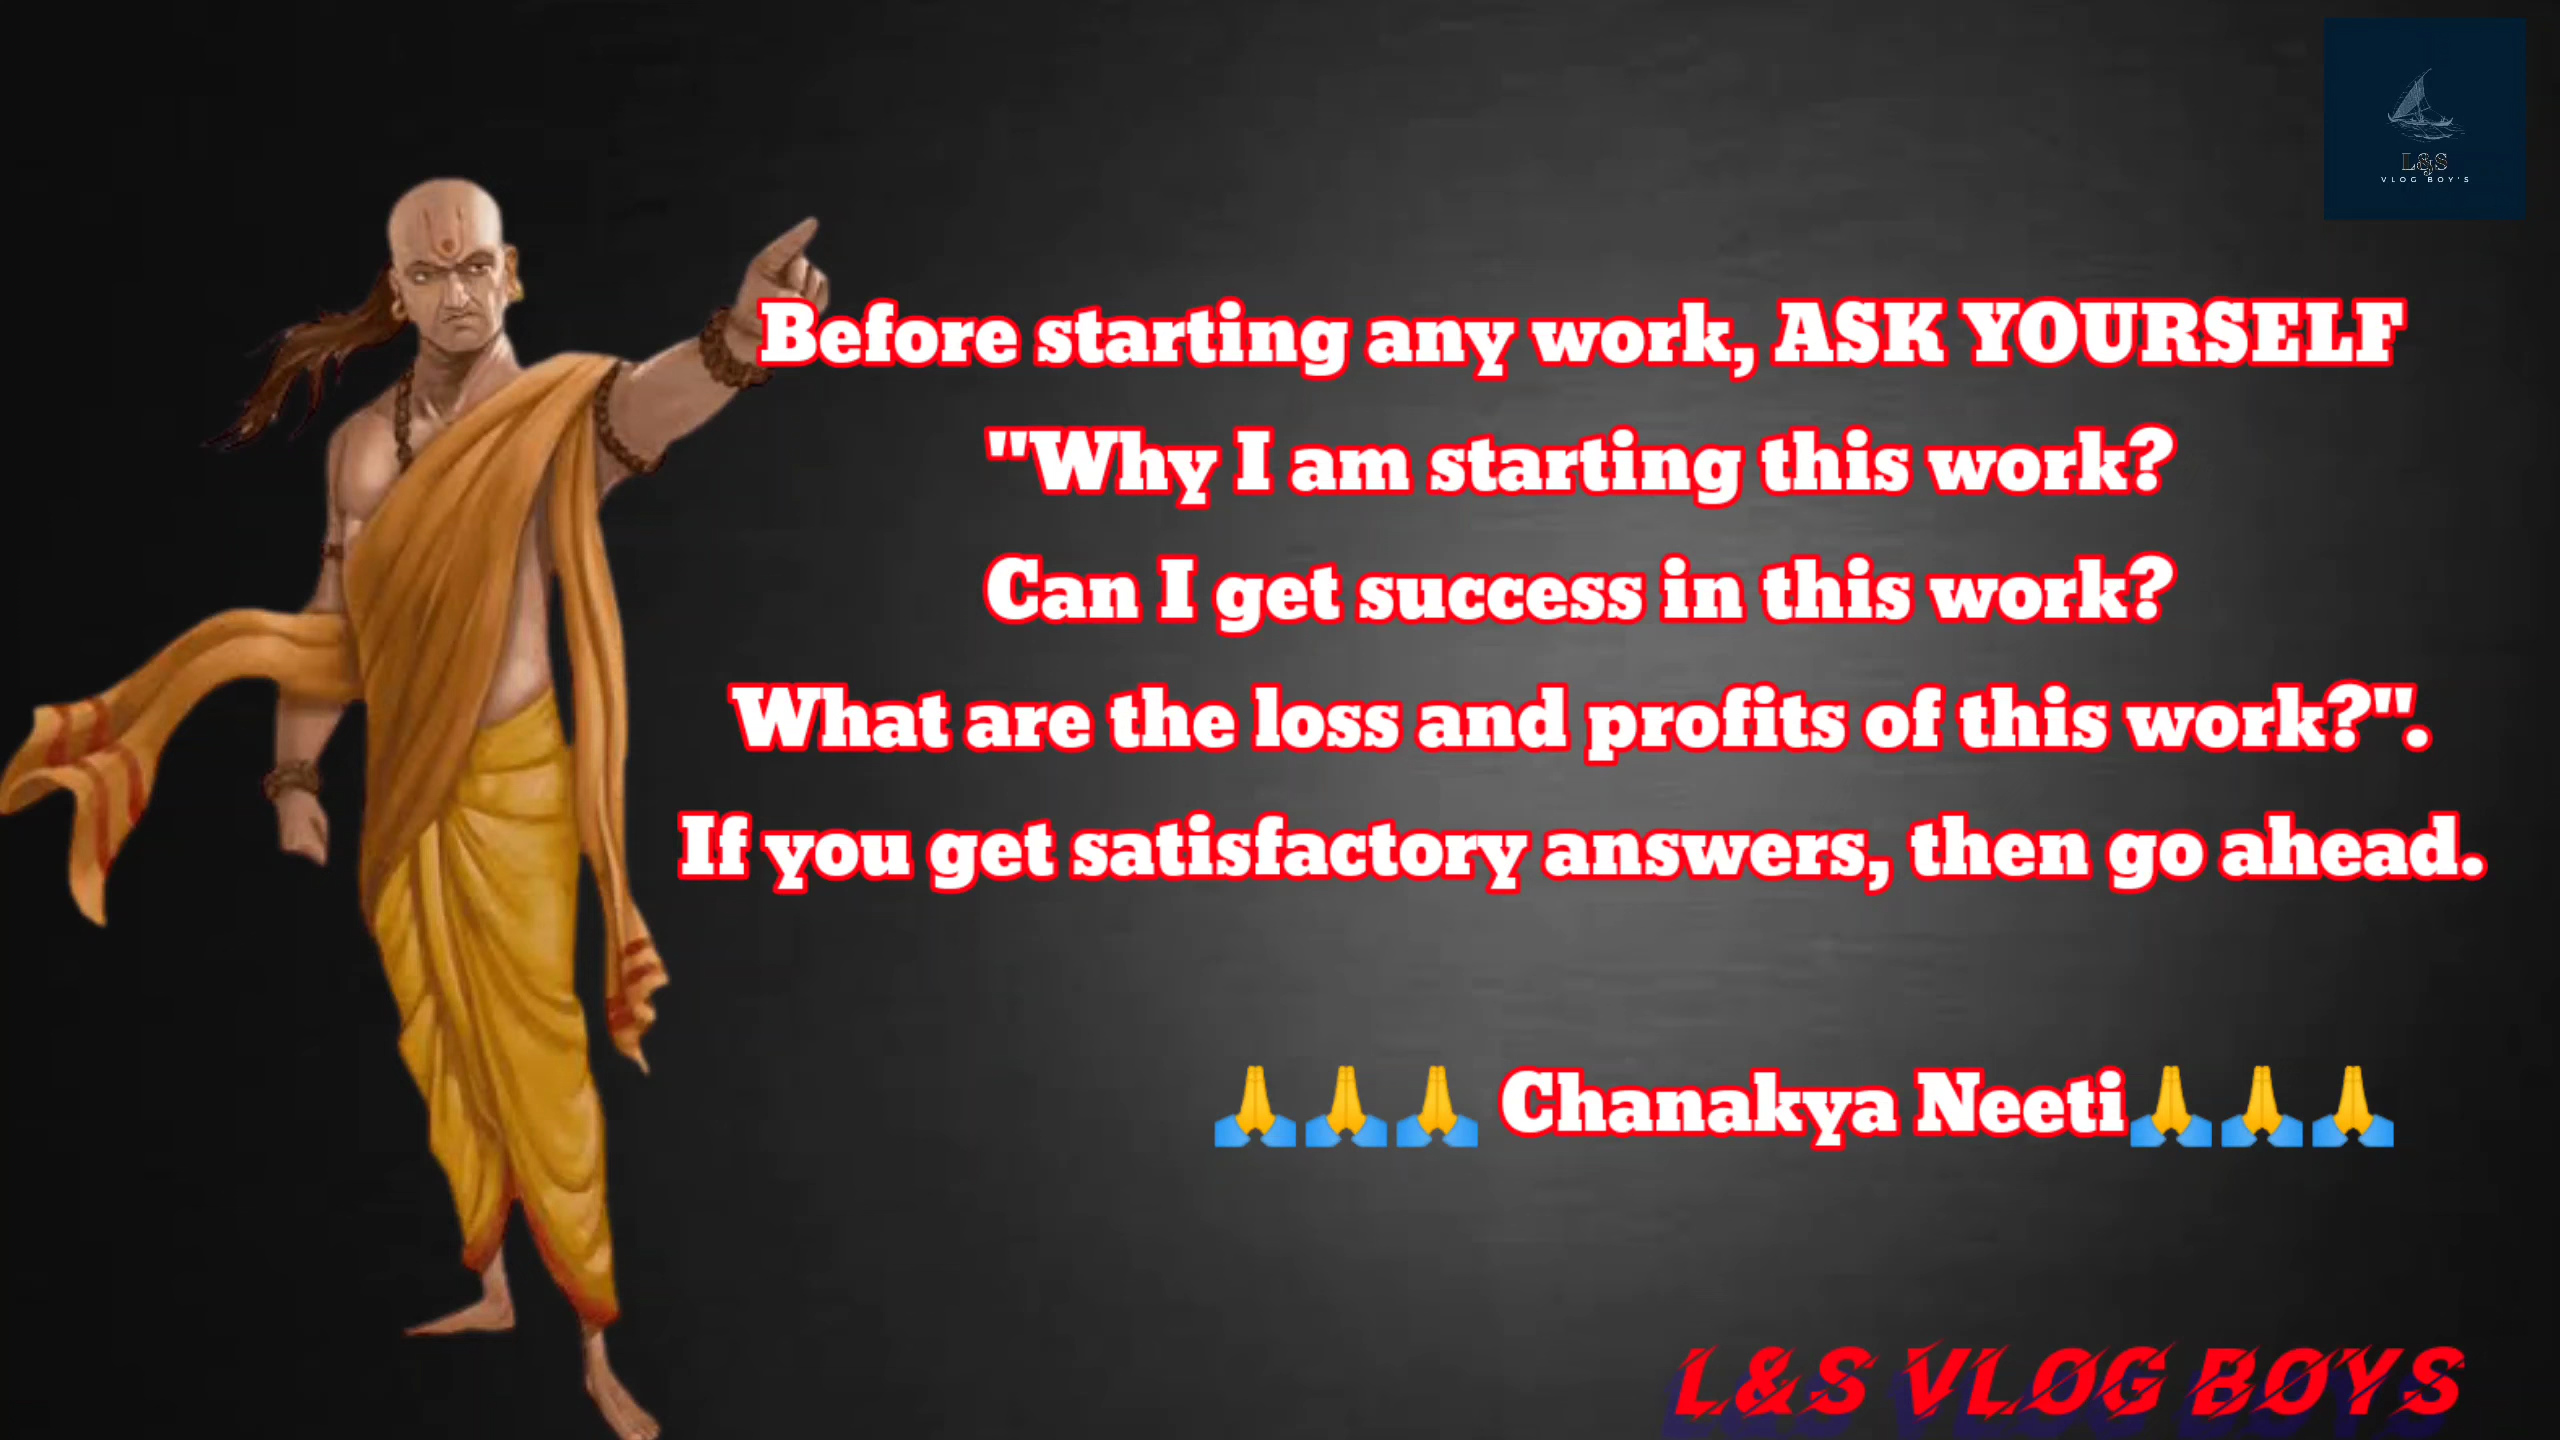 L&S
VLOG BOY'S
Before starting any work, ASK YOURSELF
"Why I am starting this work?
Can I get success in this work?
What are the loss and profits of this work?".
If you get satisfactory answers, then go ahead.
🙏🙏🙏 Chanakya Neeti🙏🙏🙏
L&S VLOG BOYS